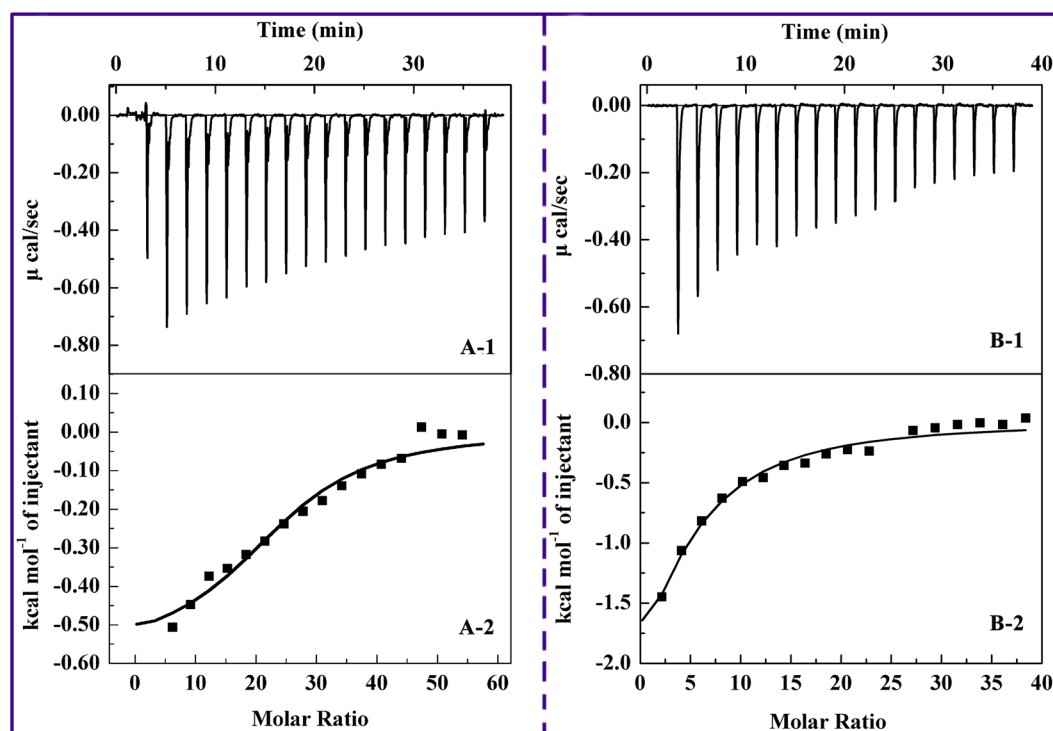 Time (min)
0 10 20 30
0.00
-0.20
-0.40
-0.60
-0.80
μ cal/sec
A-1
0.10
0.00
-0.10
-0.20
-0.30
-0.40
-0.50
-0.60
kcal mol⁻¹ of injectant
A-2
0 10 20 30 40 50 60
Molar Ratio
Time (min)
0 10 20 30 40
0.00
-0.20
-0.40
-0.60
-0.80
μ cal/sec
B-1
0.0
-0.5
-1.0
-1.5
-2.0
kcal mol⁻¹ of injectant
B-2
0 5 10 15 20 25 30 35 40
Molar Ratio